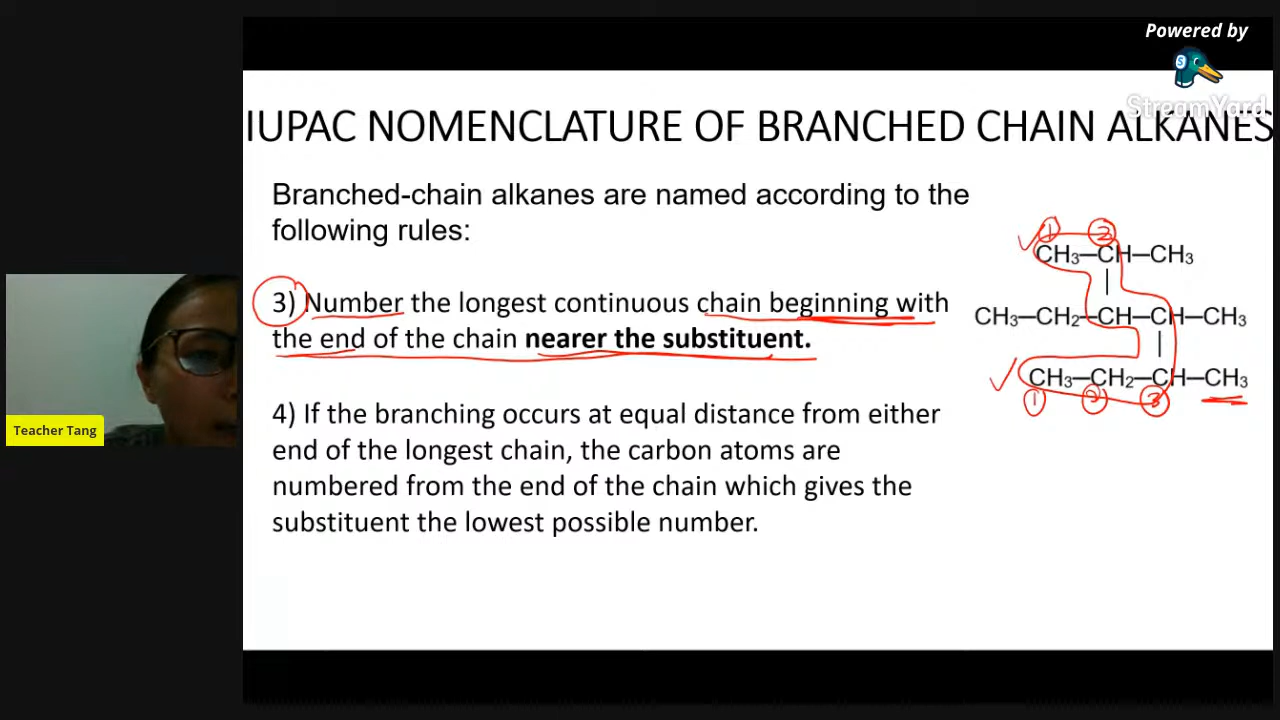 Powered by
StreamYard
IUPAC NOMENCLATURE OF BRANCHED CHAIN ALKANES
Branched-chain alkanes are named according to the
following rules:
3) Number the longest continuous chain beginning with
the end of the chain nearer the substituent.
4) If the branching occurs at equal distance from either
end of the longest chain, the carbon atoms are
numbered from the end of the chain which gives the
substituent the lowest possible number.
1 2
CH₃—CH—CH₃
CH₃—CH₂—CH—CH—CH₃
CH₃—CH₂—CH—CH₃
1 2 3
Teacher Tang